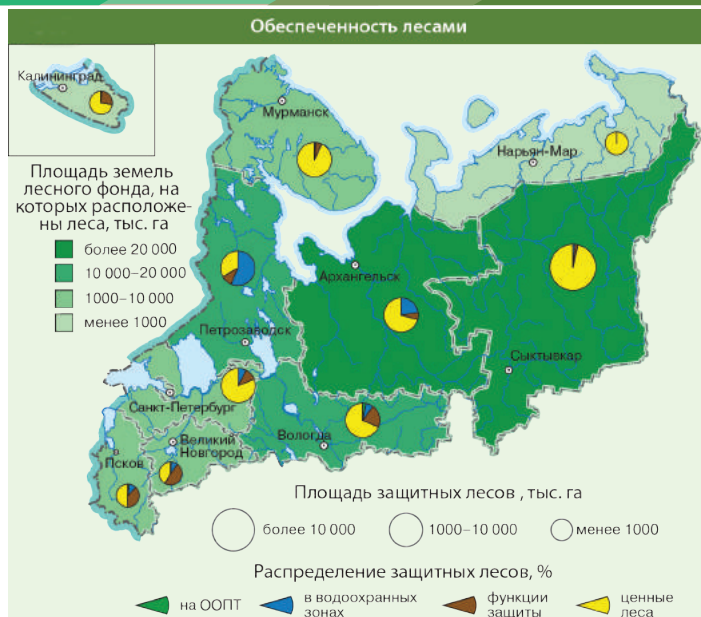 Обеспеченность лесами
Калининград
Мурманск
Нарьян-Мар
Площадь земель
лесного фонда, на
которых расположе-
ны леса, тыс. га
более 20 000
10 000–20 000
1000–10 000
менее 1000
Архангельск
Петрозаводск
Сыктывкар
Санкт-Петербург
Великий
Новгород
Вологда
Псков
Площадь защитных лесов , тыс. га
более 10 000
1000–10 000
менее 1000
Распределение защитных лесов, %
на ООПТ
в водоохранных
зонах
функции
защиты
ценные
леса